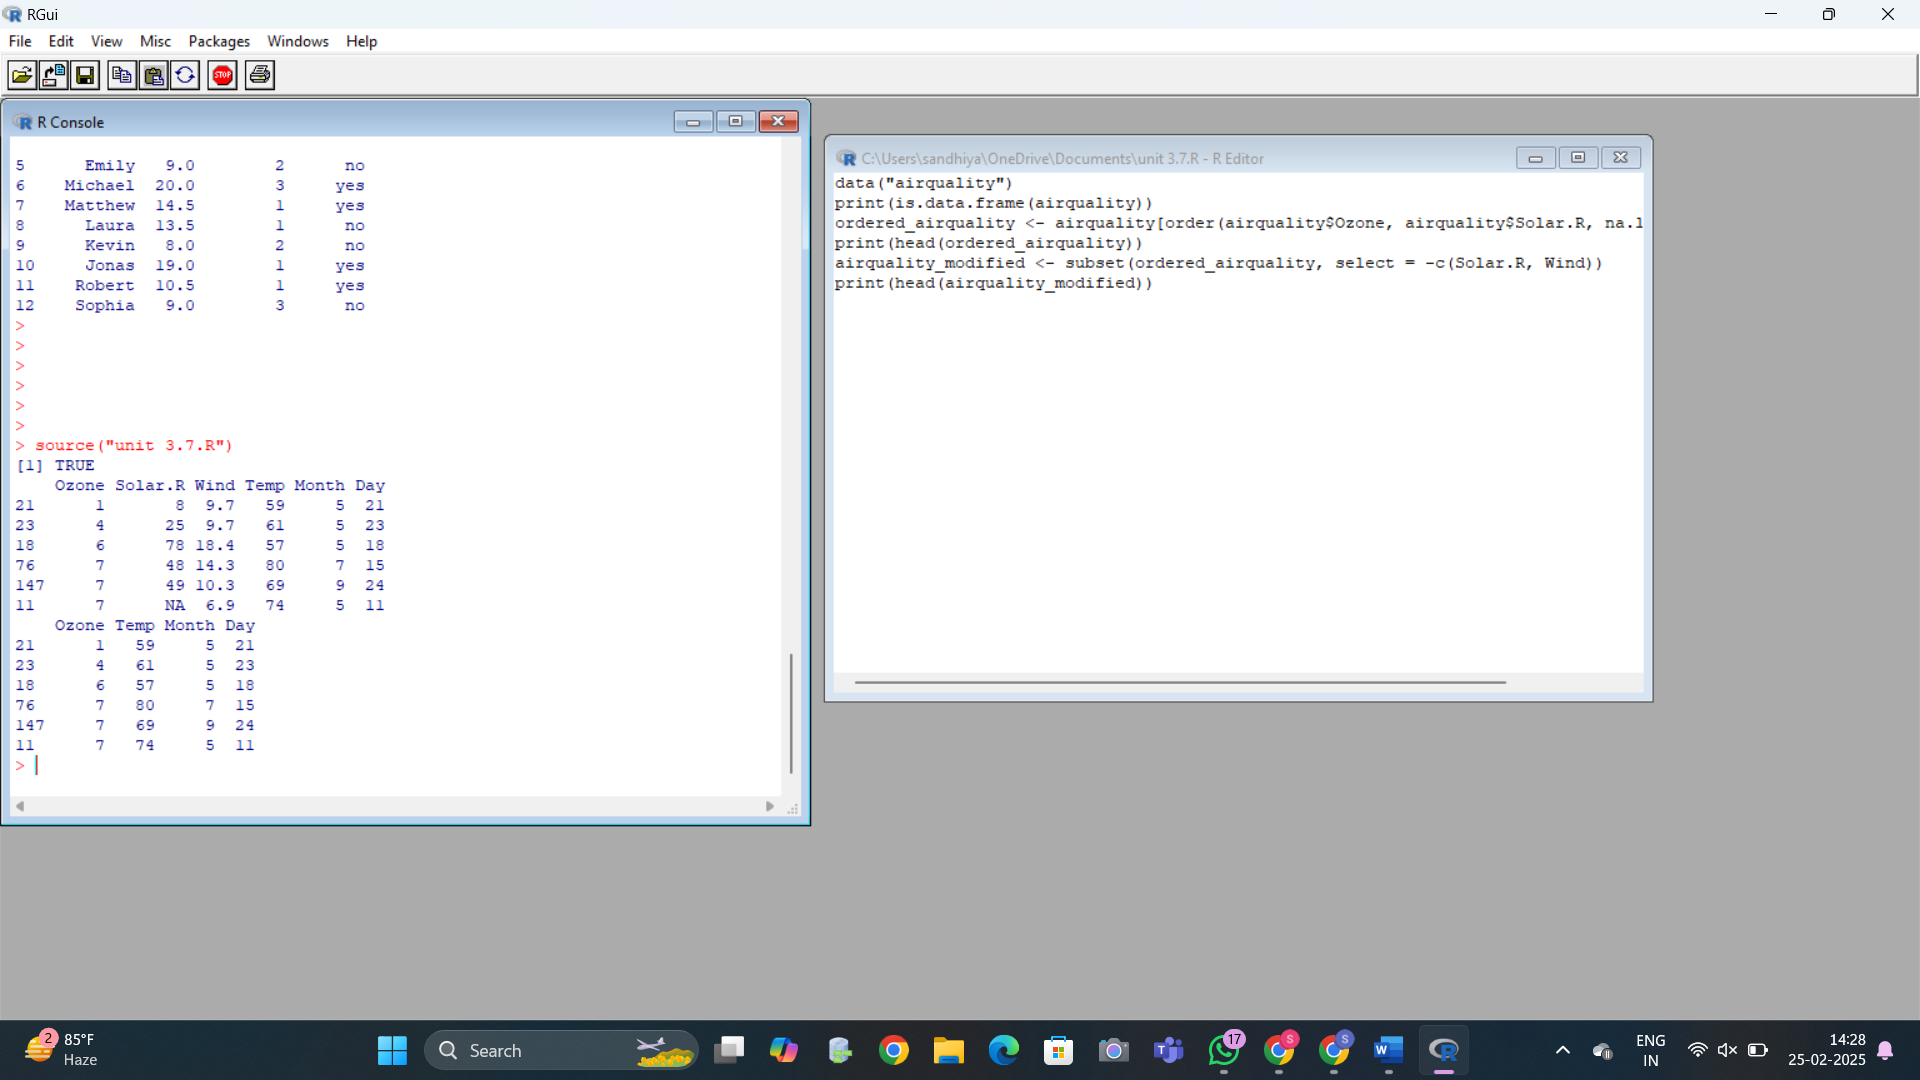 RGui
File Edit View Misc Packages Windows Help
STOP
R Console
5 Emily 9.0 2 no
6 Michael 20.0 3 yes
7 Matthew 14.5 1 yes
8 Laura 13.5 1 no
9 Kevin 8.0 2 no
10 Jonas 19.0 1 yes
11 Robert 10.5 1 yes
12 Sophia 9.0 3 no
>
>
>
>
>
>
> source("unit 3.7.R")
[1] TRUE
Ozone Solar.R Wind Temp Month Day
21 1 8 9.7 59 5 21
23 4 25 9.7 61 5 23
18 6 78 18.4 57 5 18
76 7 48 14.3 80 7 15
147 7 49 10.3 69 9 24
11 7 NA 6.9 74 5 11
Ozone Temp Month Day
21 1 59 5 21
23 4 61 5 23
18 6 57 5 18
76 7 80 7 15
147 7 69 9 24
11 7 74 5 11
>
C:\Users\sandhiya\OneDrive\Documents\unit 3.7.R - R Editor
data("airquality")
print(is.data.frame(airquality))
ordered_airquality <- airquality[order(airquality$Ozone, airquality$Solar.R, na.l
print(head(ordered_airquality))
airquality_modified <- subset(ordered_airquality, select = -c(Solar.R, Wind))
print(head(airquality_modified))
2
85°F
Haze
Search
17
S
S
ENG
IN
14:28
25-02-2025